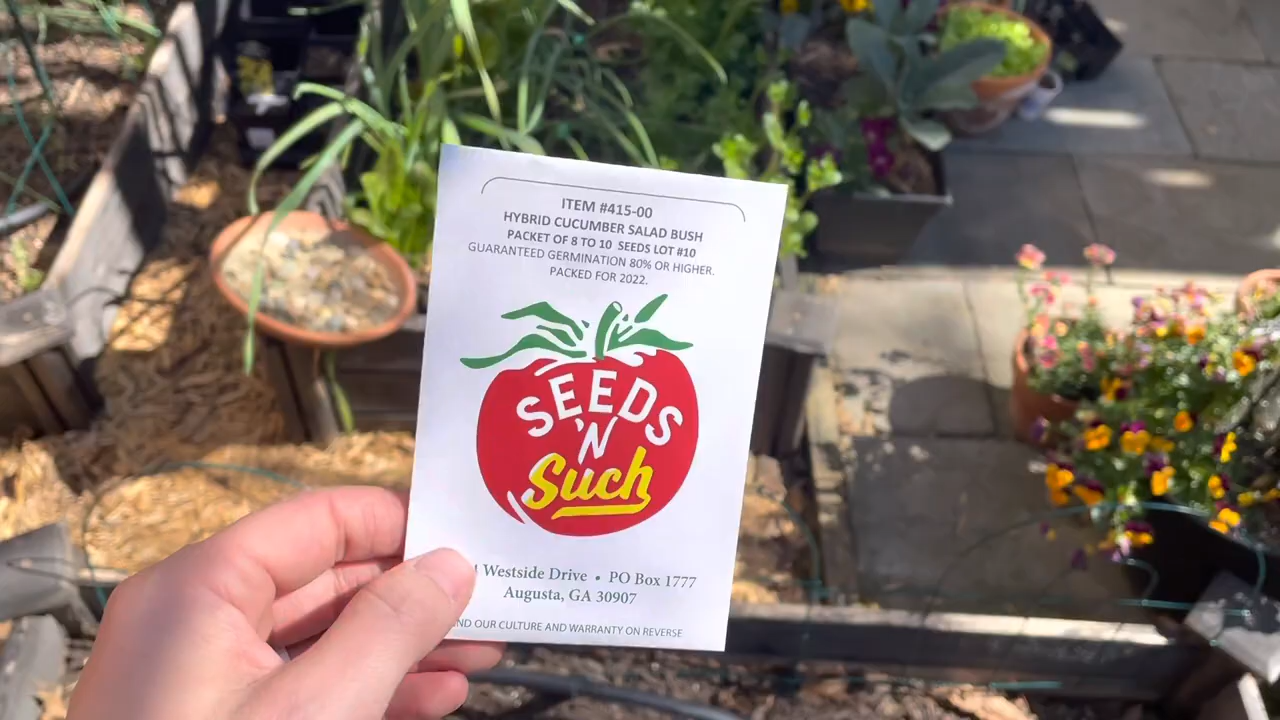 ITEM #415-00
HYBRID CUCUMBER SALAD BUSH
PACKET OF 8 TO 10 SEEDS LOT #10
GUARANTEED GERMINATION 80% OR HIGHER.
PACKED FOR 2022.
SEEDS
'N
Such
Westside Drive • PO Box 1777
Augusta, GA 30907
OUR CULTURE AND WARRANTY ON REVERSE